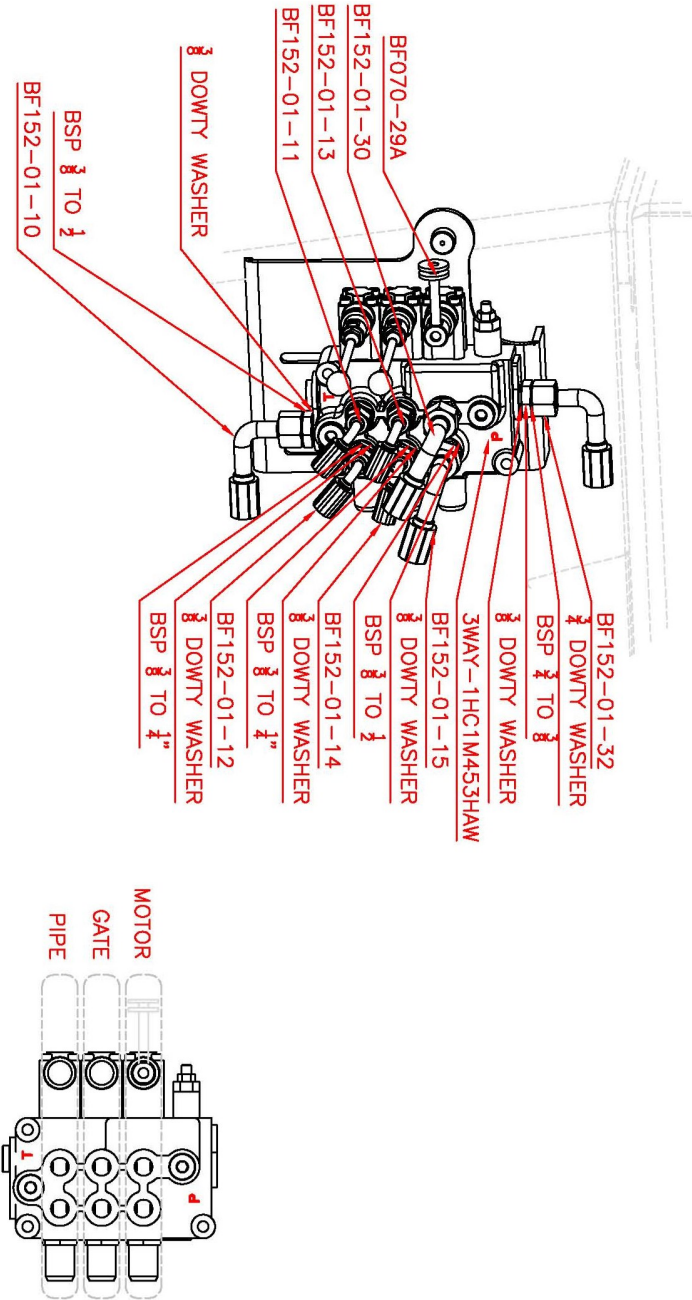 BF070-29A
BF152-01-30
BF152-01-13
BF152-01-11
3/8 DOWTY WASHER
BSP 3/8 TO 1/2
BF152-01-10
P
T
BF152-01-32
3/4 DOWTY WASHER
BSP 3/4 TO 3/8
3/8 DOWTY WASHER
3WAY-1HC1M453HAW
BF152-01-15
3/8 DOWTY WASHER
BSP 3/8 TO 1/2
BF152-01-14
3/8 DOWTY WASHER
BSP 3/8 TO 1/4"
BF152-01-12
3/8 DOWTY WASHER
BSP 3/8 TO 1/4"
MOTOR
GATE
PIPE
P
T